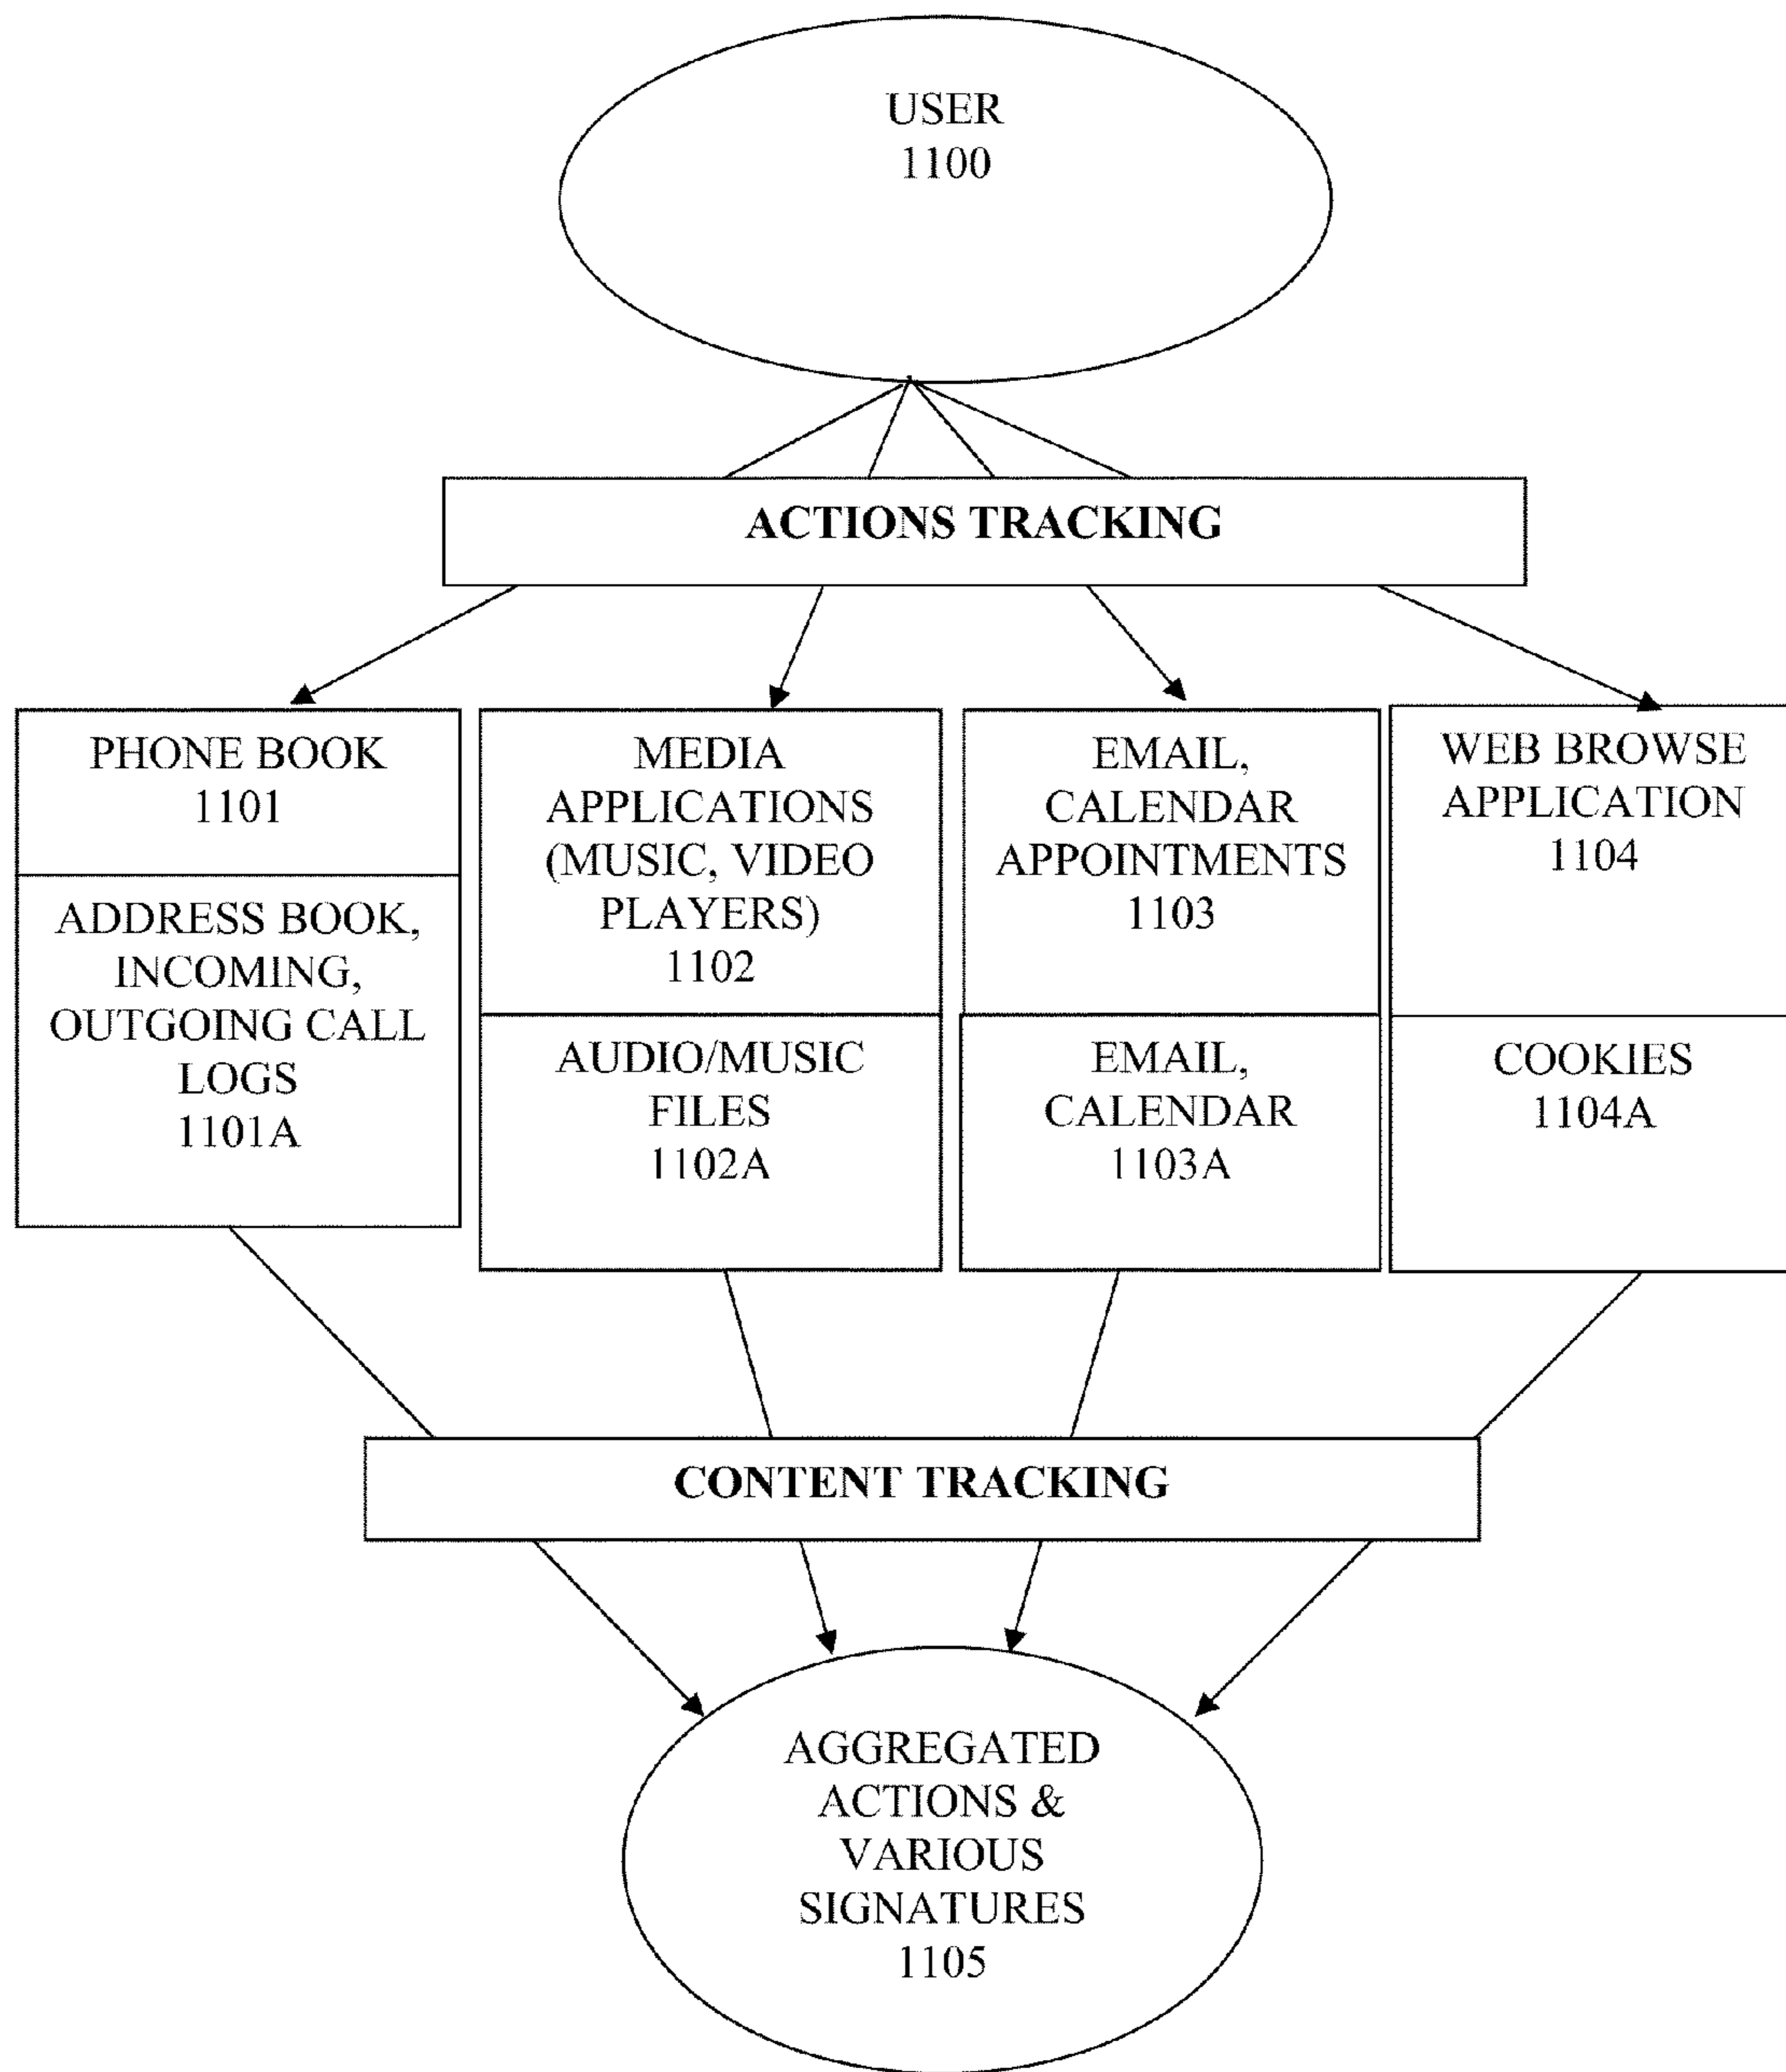 USER
1100
ACTIONS TRACKING
PHONE BOOK
1101
ADDRESS BOOK,
INCOMING,
OUTGOING CALL
LOGS
1101A
MEDIA
APPLICATIONS
(MUSIC, VIDEO
PLAYERS)
1102
AUDIO/MUSIC
FILES
1102A
EMAIL,
CALENDAR
APPOINTMENTS
1103
EMAIL,
CALENDAR
1103A
WEB BROWSE
APPLICATION
1104
COOKIES
1104A
CONTENT TRACKING
AGGREGATED
ACTIONS &
VARIOUS
SIGNATURES
1105